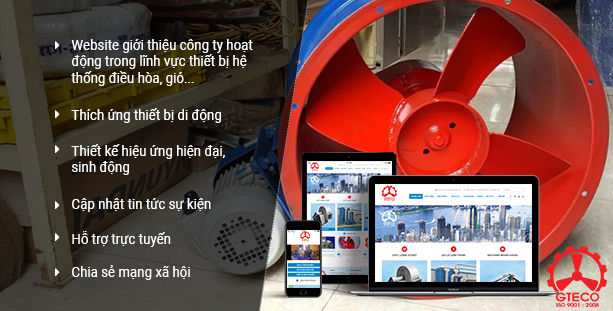 Website giới thiệu công ty hoạt
động trong lĩnh vực thiết bị hệ
thống điều hòa, gió...
Thích ứng thiết bị di động
Thiết kế hiệu ứng hiện đại,
sinh động
Cập nhật tin tức sự kiện
Hỗ trợ trực tuyến
Chia sẻ mạng xã hội
GTECO
ISO 9001 : 2008